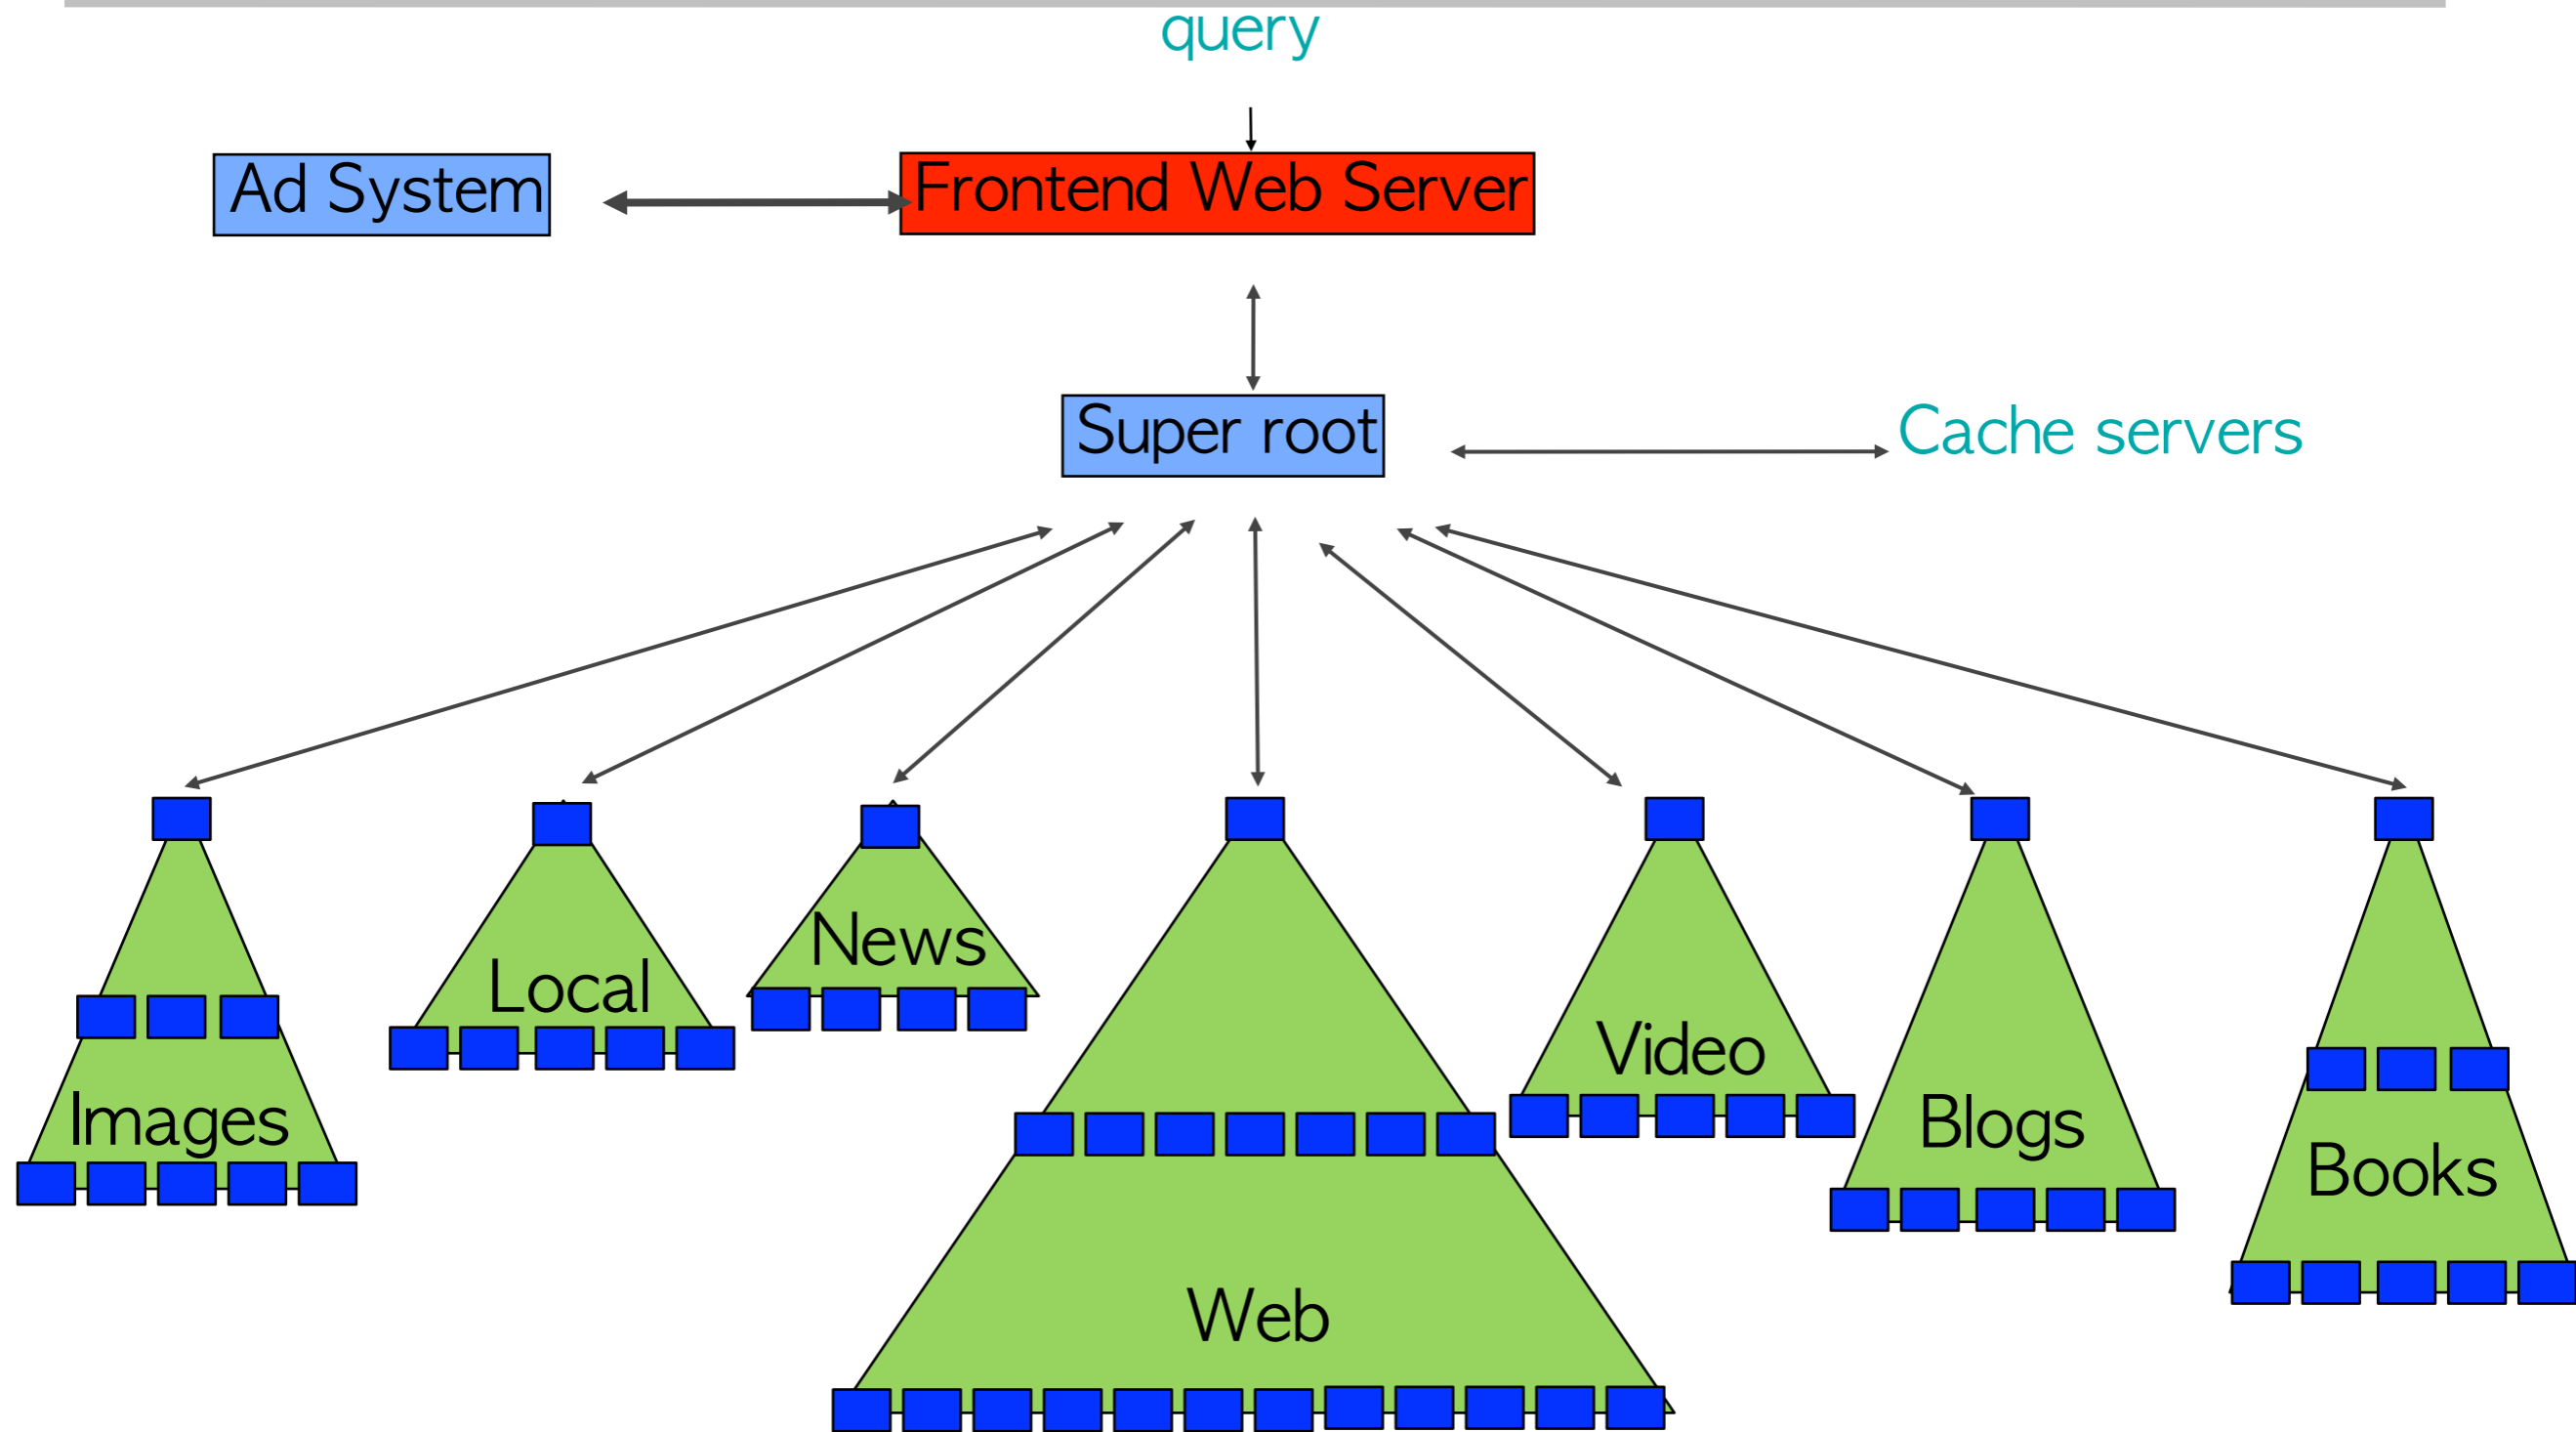 query
Ad System
Frontend Web Server
Super root
Cache servers
Images
Local
News
Web
Video
Blogs
Books